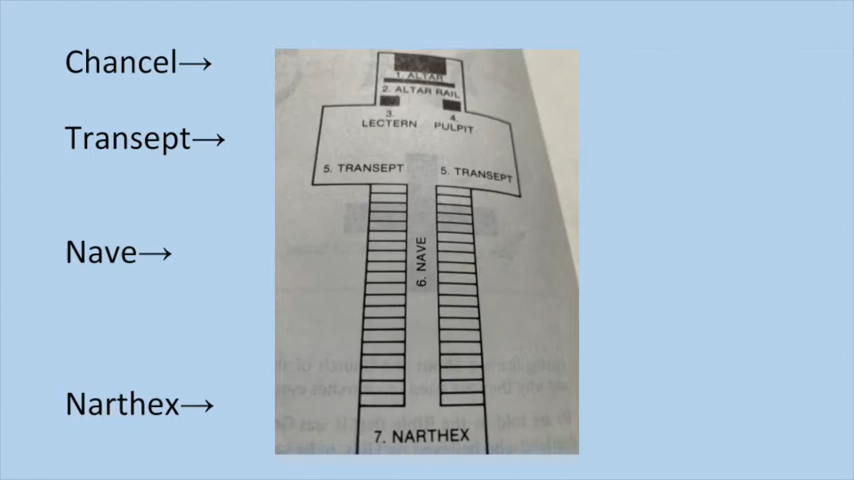 Chancel→
Transept→
Nave→
Narthex→
1. ALTAR
2. ALTAR RAIL
3.
LECTERN
4.
PULPIT
5. TRANSEPT
5. TRANSEPT
6. NAVE
7. NARTHEX